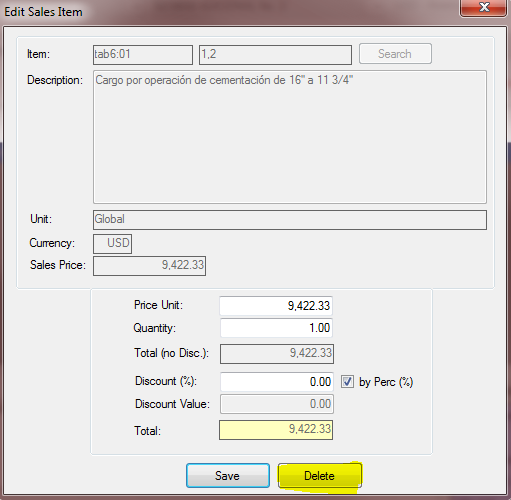 Edit Sales Item
Item: tab6:01 1,2 Search
Description: Cargo por operación de cementación de 16" a 11 3/4"
Unit: Global
Currency: USD
Sales Price: 9,422.33
Price Unit: 9,422.33
Quantity: 1.00
Total (no Disc.): 9,422.33
Discount (%): 0.00 by Perc (%)
Discount Value: 0.00
Total: 9,422.33
Save Delete